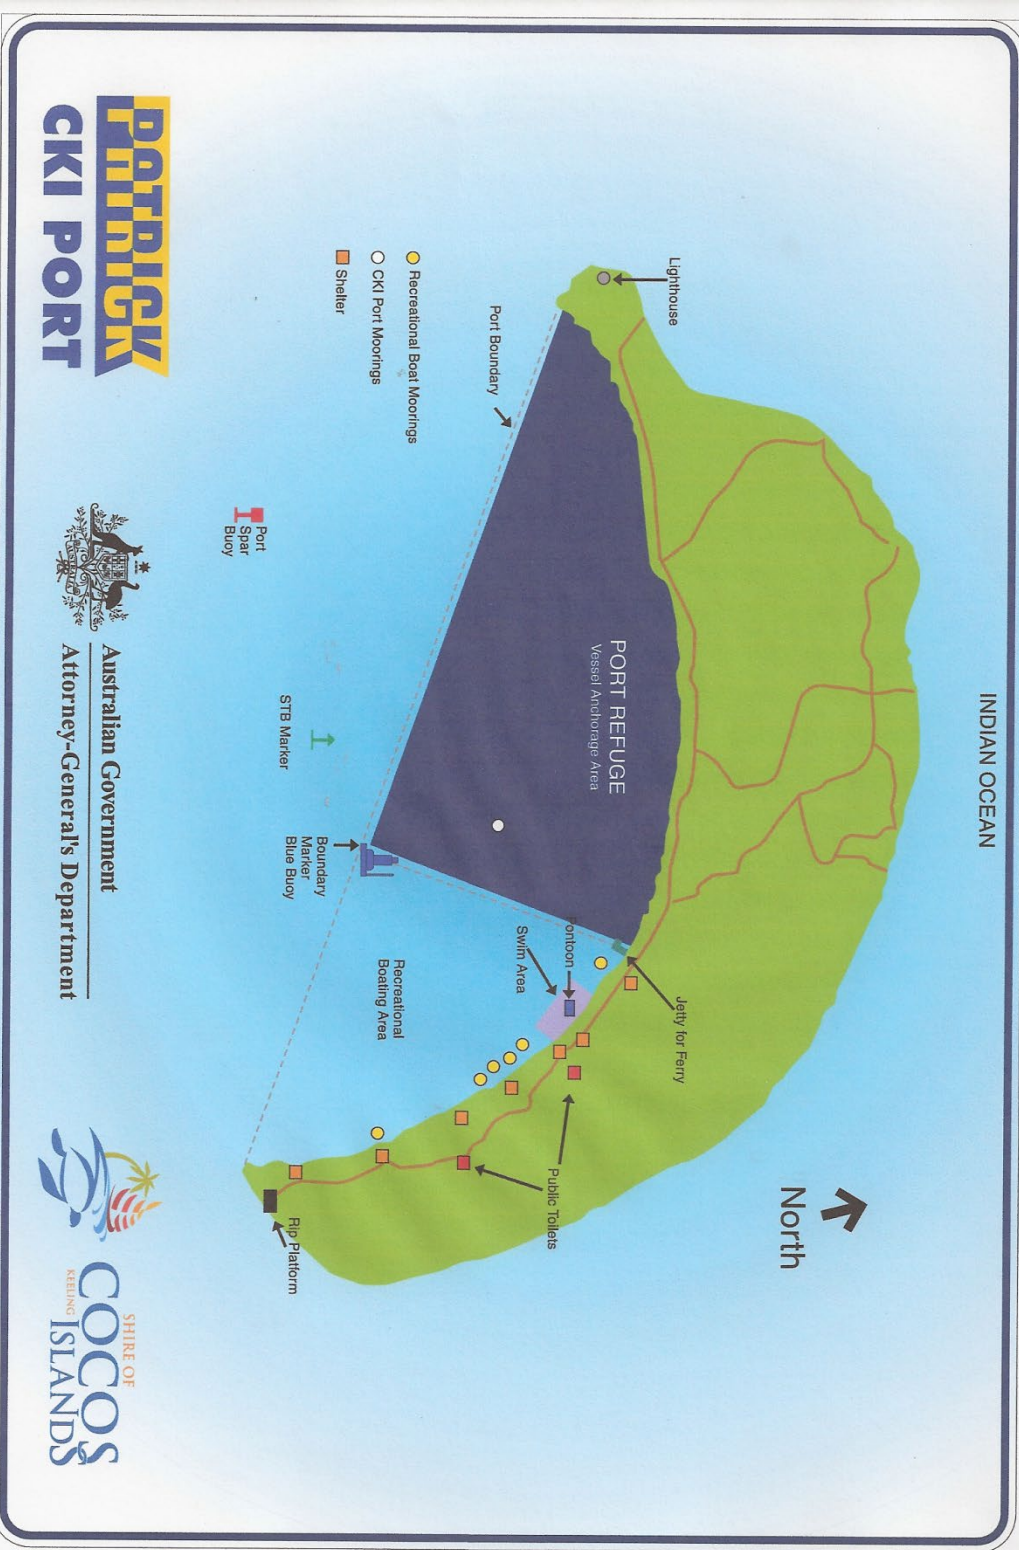 INDIAN OCEAN
North
Lighthouse
Jetty for Ferry
PORT REFUGE
Vessel Anchorage Area
Pontoon
Swim Area
Public Toilets
Port Boundary
Recreational Boat Moorings
CKI Port Moorings
Shelter
Recreational
Boating Area
Boundary
Marker
Blue Buoy
STB Marker
Port
Spar
Buoy
Rip Platform
PATRICK
CKI PORT
Australian Government
Attorney-General's Department
SHIRE OF
COCOS
KEELING ISLANDS